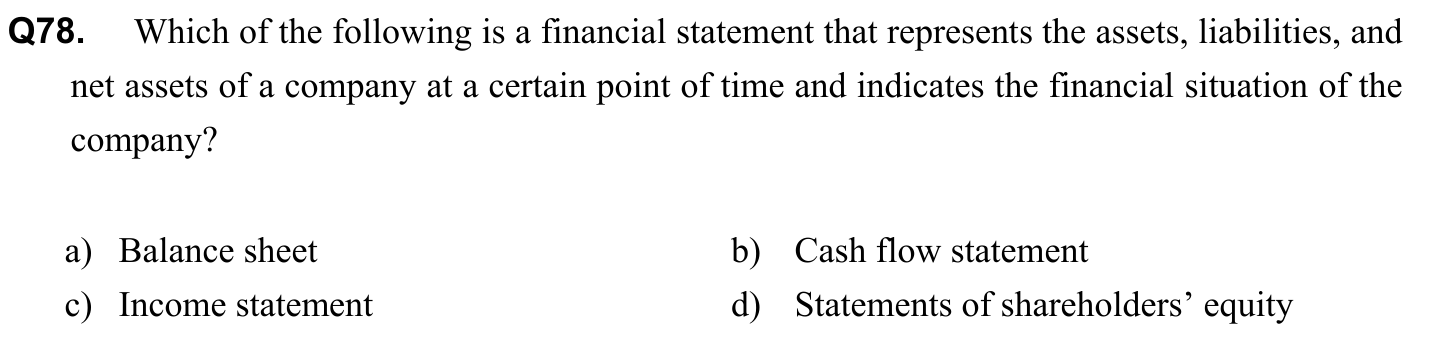 Q78. Which of the following is a financial statement that represents the assets, liabilities, and
net assets of a company at a certain point of time and indicates the financial situation of the
company?
a) Balance sheet b) Cash flow statement
c) Income statement d) Statements of shareholders’ equity